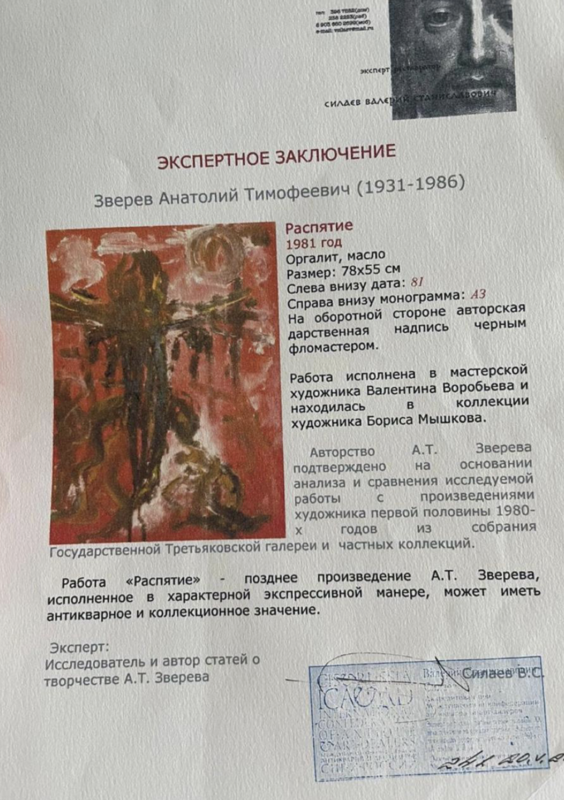 эксперт
СИЛАЕВ ВАЛЕРИЙ СТАНИСЛАВОВИЧ
ЭКСПЕРТНОЕ ЗАКЛЮЧЕНИЕ
Зверев Анатолий Тимофеевич (1931-1986)
Распятие
1981 год
Оргалит, масло
Размер: 78х55 см
Слева внизу дата: 81
Справа внизу монограмма: АЗ
На оборотной стороне авторская
дарственная надпись черным
фломастером.
Работа исполнена в мастерской
художника Валентина Воробьева и
находилась в коллекции
художника Бориса Мышкова.
Авторство А.Т. Зверева
подтверждено на основании
анализа и сравнения исследуемой
работы с произведениями
художника первой половины 1980-
х годов из собрания
Государственной Третьяковской галереи и частных коллекций.
Работа «Распятие» - позднее произведение А.Т. Зверева,
исполненное в характерной экспрессивной манере, может иметь
антикварное и коллекционное значение.
Эксперт:
Исследователь и автор статей о
творчестве А.Т. Зверева
Силаев В.С.